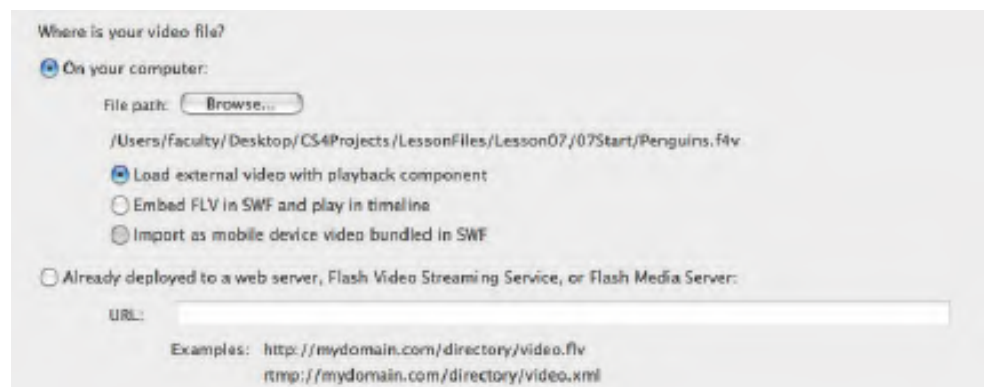 Where is your video file?
On your computer:
File path: Browse...
/Users/faculty/Desktop/CS4Projects/LessonFiles/Lesson07/07Start/Penguins.f4v
Load external video with playback component
Embed FLV in SWF and play in timeline
Import as mobile device video bundled in SWF
Already deployed to a web server, Flash Video Streaming Service, or Flash Media Server:
URL:
Examples: http://mydomain.com/directory/video.flv
rtmp://mydomain.com/directory/video.xml